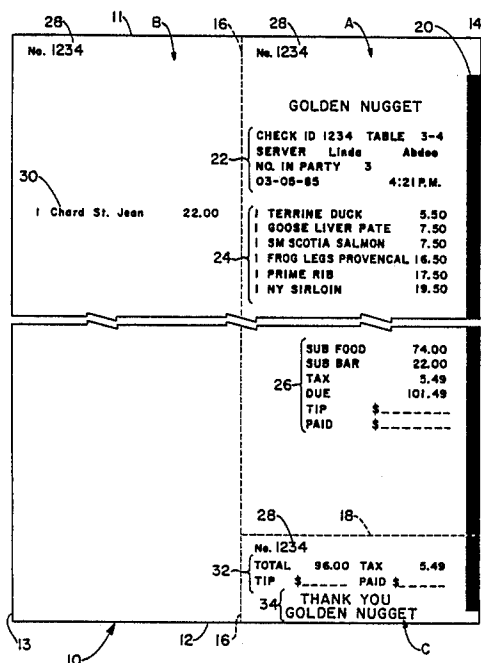 28 11 B 16 28 A 20 14
No. 1234 No. 1234
GOLDEN NUGGET
22 CHECK ID 1234 TABLE 3-4
SERVER Linda Abdoo
NO. IN PARTY 3
03-05-85 4:21 P.M.
30
1 Chard St. Jean 22.00
24
1 TERRINE DUCK 5.50
1 GOOSE LIVER PATE 7.50
1 SM SCOTIA SALMON 7.50
1 FROG LEGS PROVENCAL 16.50
1 PRIME RIB 17.50
1 NY SIRLOIN 19.50
26
SUB FOOD 74.00
SUB BAR 22.00
TAX 5.49
DUE 101.49
TIP $______
PAID $______
28 18
No. 1234
32 TOTAL 96.00 TAX 5.49
TIP $_____ PAID $_____
34 THANK YOU
GOLDEN NUGGET
13 10 12 16 C